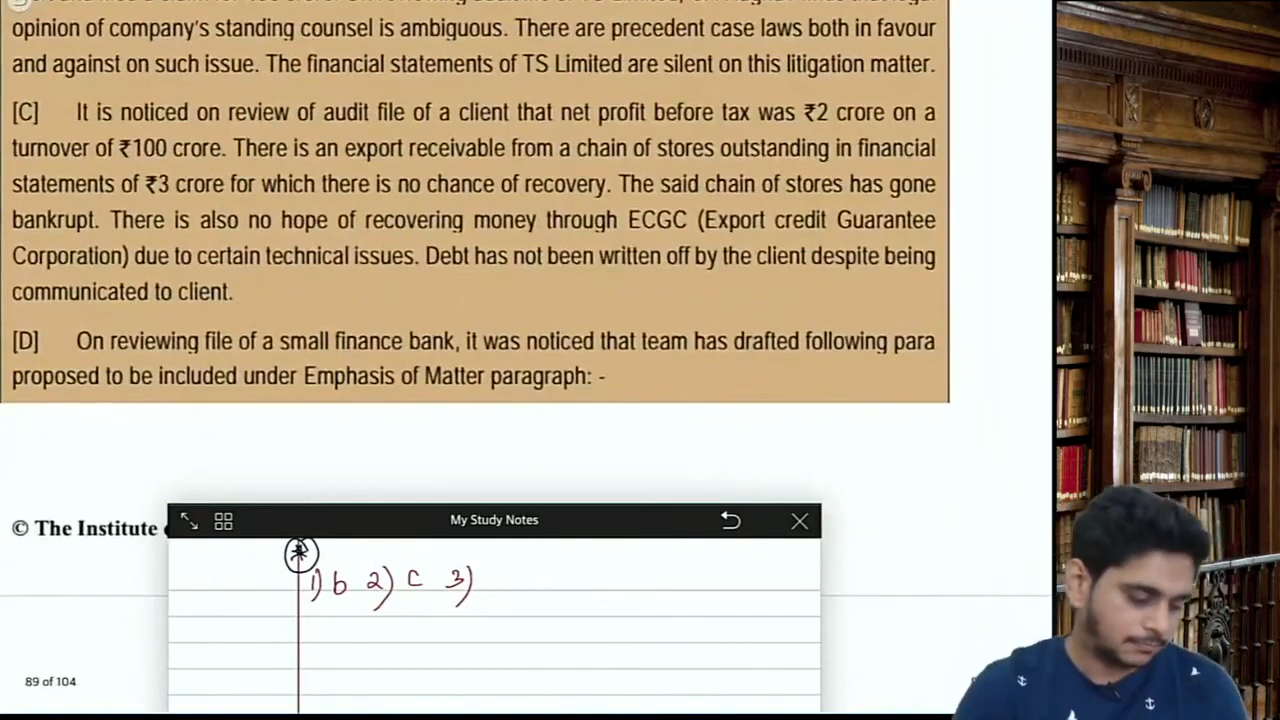 opinion of company's standing counsel is ambiguous. There are precedent case laws both in favour
and against on such issue. The financial statements of TS Limited are silent on this litigation matter.
[C] It is noticed on review of audit file of a client that net profit before tax was ₹2 crore on a
turnover of ₹100 crore. There is an export receivable from a chain of stores outstanding in financial
statements of ₹3 crore for which there is no chance of recovery. The said chain of stores has gone
bankrupt. There is also no hope of recovering money through ECGC (Export credit Guarantee
Corporation) due to certain technical issues. Debt has not been written off by the client despite being
communicated to client.
[D] On reviewing file of a small finance bank, it was noticed that team has drafted following para
proposed to be included under Emphasis of Matter paragraph: -
© The Institute
My Study Notes
1) b 2) c 3)
89 of 104